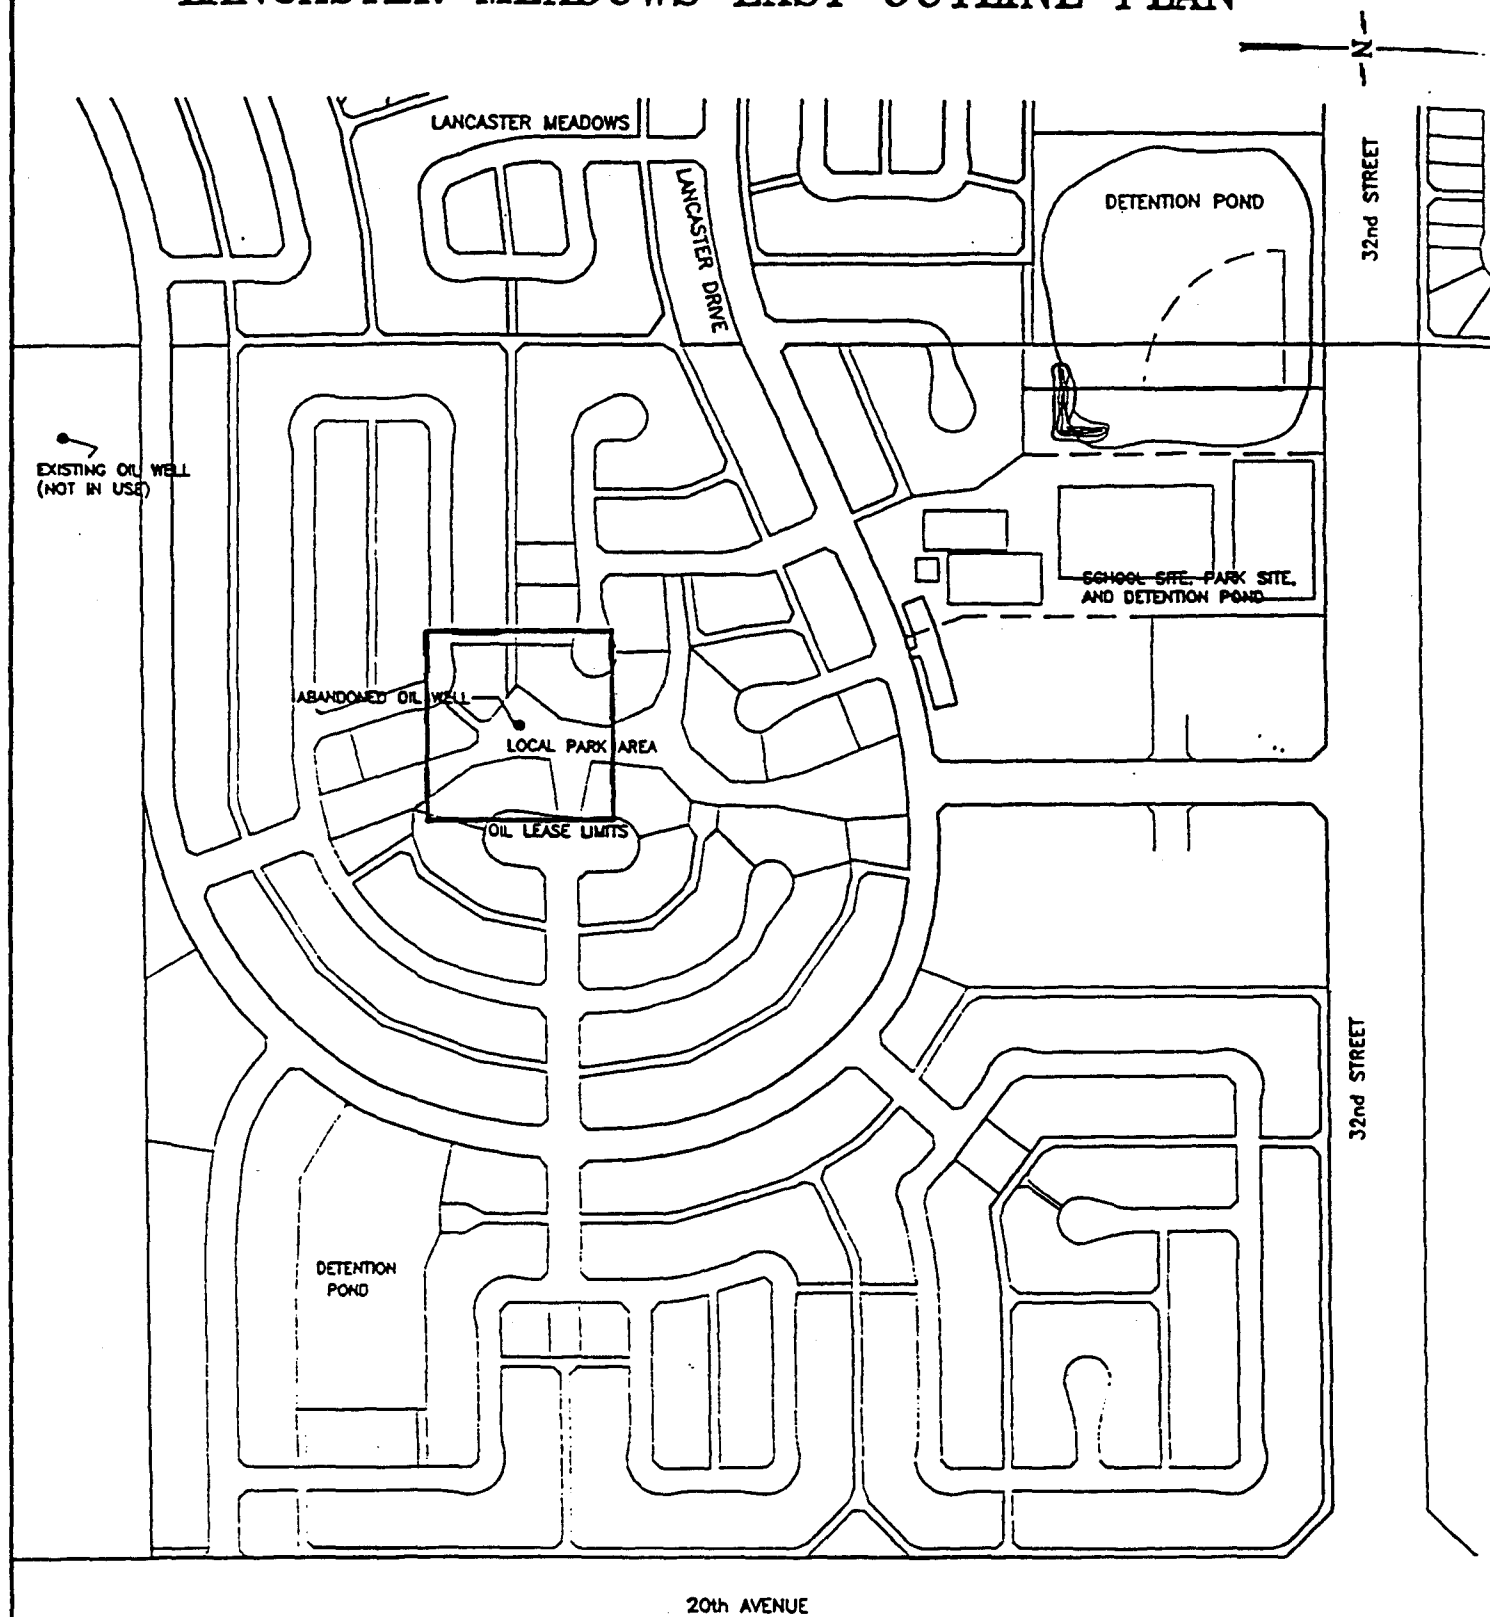 LANCASTER MEADOWS EAST OUTLINE PLAN
N
LANCASTER MEADOWS
LANCASTER DRIVE
DETENTION POND
32nd STREET
EXISTING OIL WELL
(NOT IN USE)
SCHOOL SITE, PARK SITE,
AND DETENTION POND
ABANDONED OIL WELL
LOCAL PARK AREA
OIL LEASE LIMITS
32nd STREET
DETENTION
POND
20th AVENUE